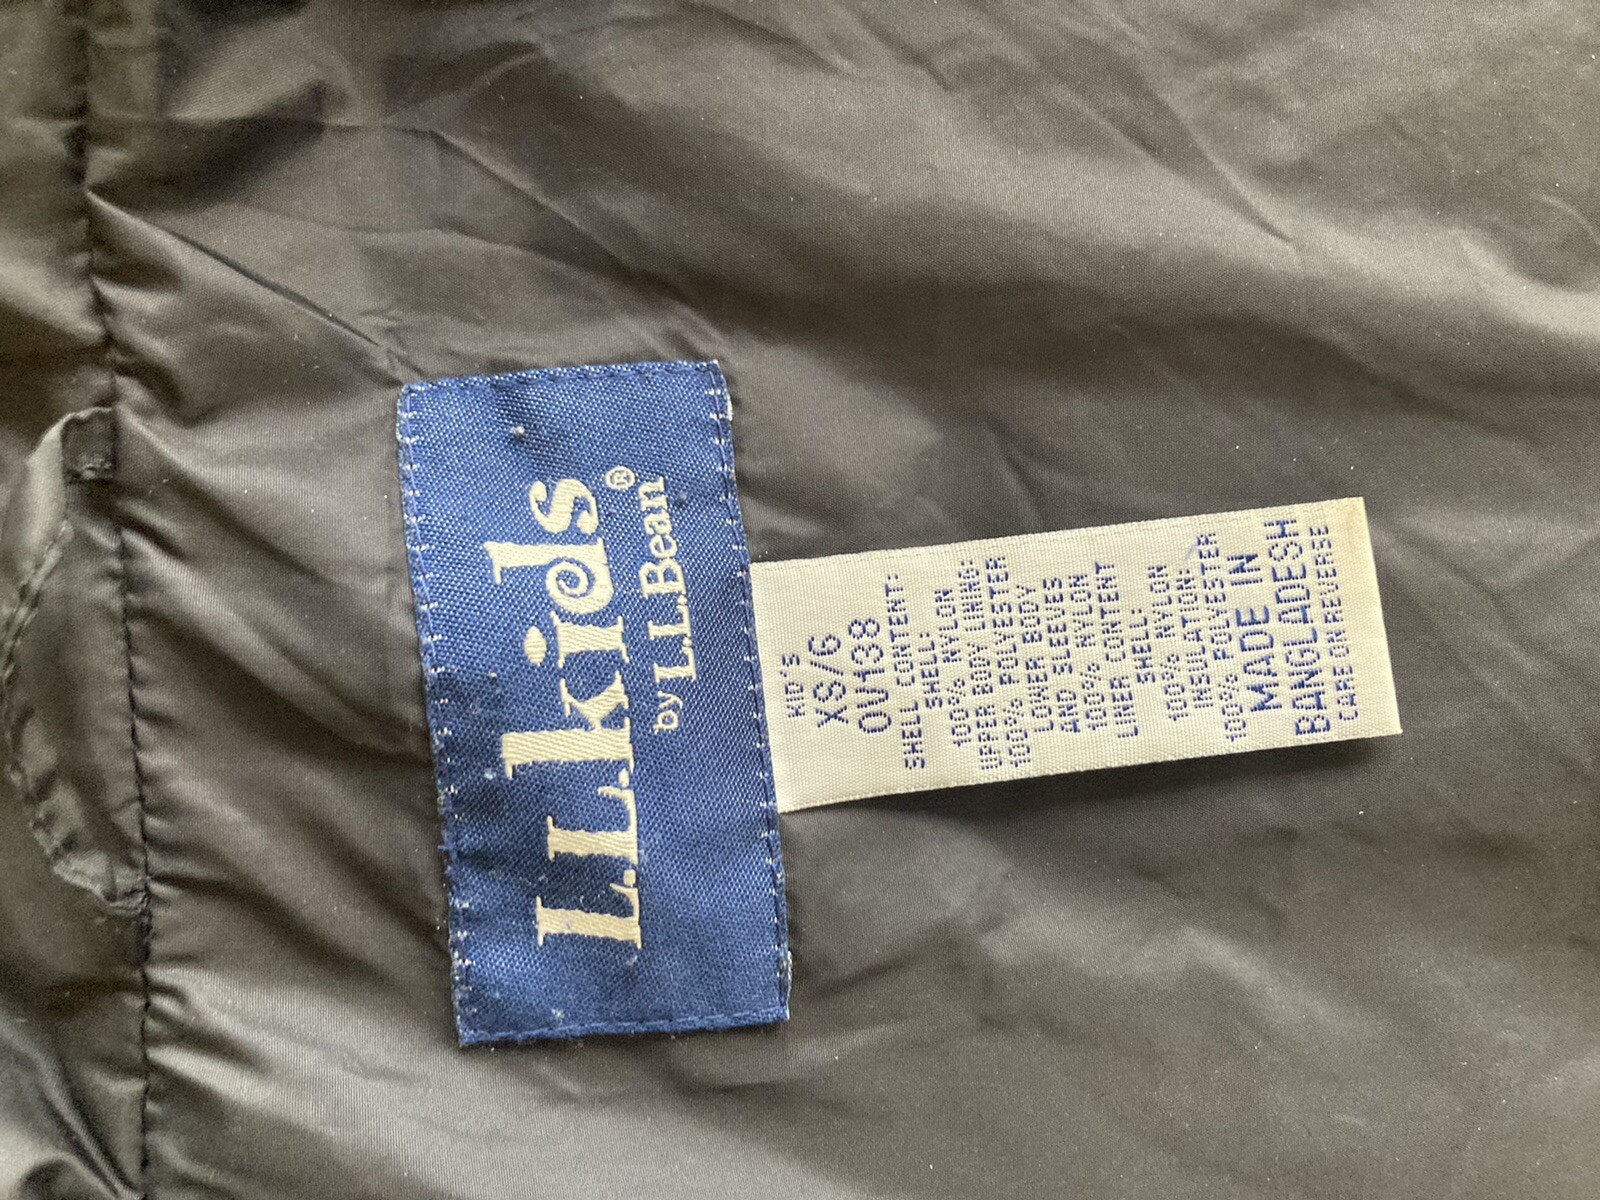 L.L.kids®
by L.L.Bean
KID'S
XS/6
0V138
SHELL CONTENT:
SHELL:
100% NYLON
UPPER BODY LINING:
100% POLYESTER
LOWER BODY
AND SLEEVES
100% NYLON
LINER CONTENT
SHELL:
100% NYLON
INSULATION:
100% POLYESTER
MADE IN
BANGLADESH
CARE ON REVERSE